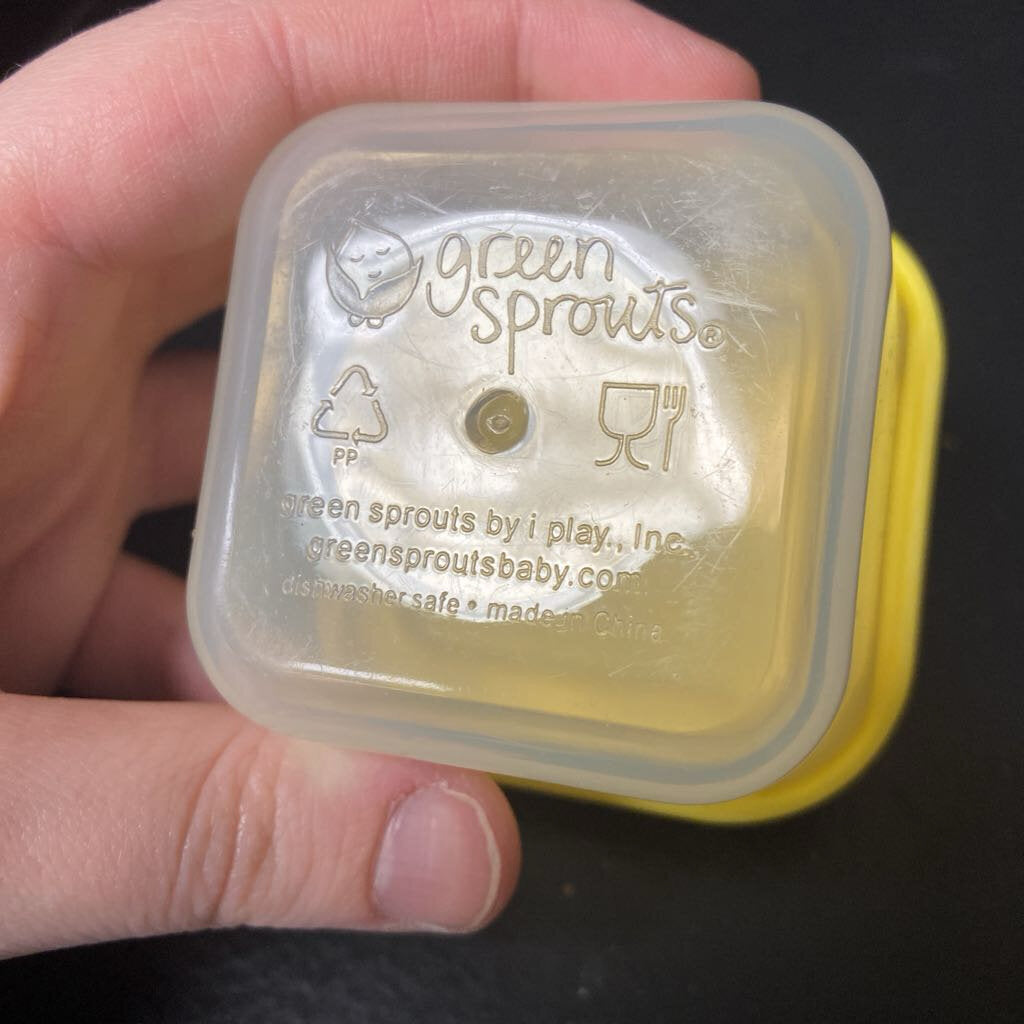 green
sprouts®
PP
green sprouts by i play., Inc.
greensproutsbaby.com
dishwasher safe • made in China